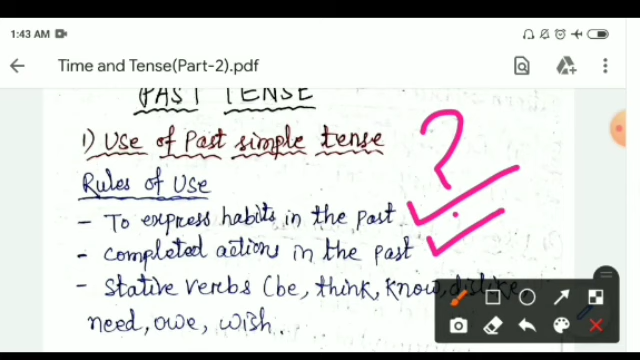 1:43 AM
Time and Tense(Part-2).pdf
PAST TENSE
1) Use of Past simple tense
Rules of Use
- To express habits in the past
- completed actions in the past
- Stative verbs (be, think, know, dislike,
need, owe, wish.
?